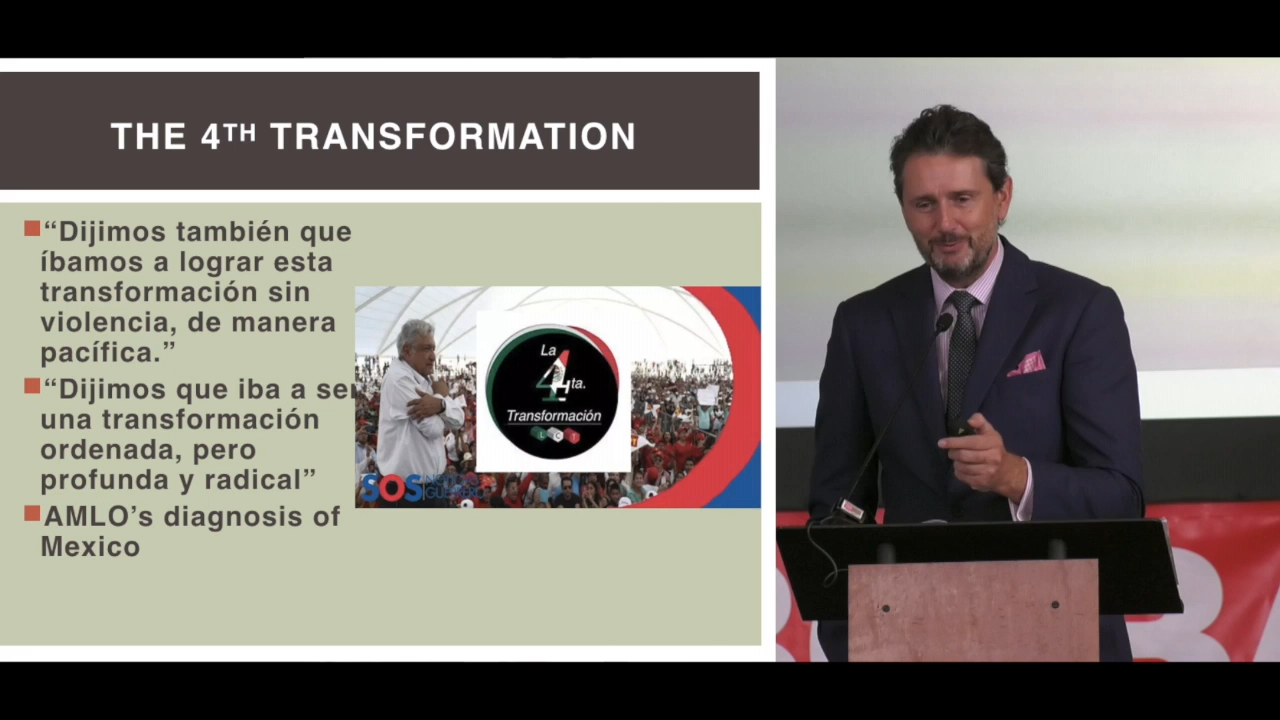 THE 4TH TRANSFORMATION
“Dijimos también que
íbamos a lograr esta
transformación sin
violencia, de manera
pacífica.”
“Dijimos que iba a ser
una transformación
ordenada, pero
profunda y radical”
AMLO’s diagnosis of
Mexico
La
4ta.
Transformación
LCT
SOS